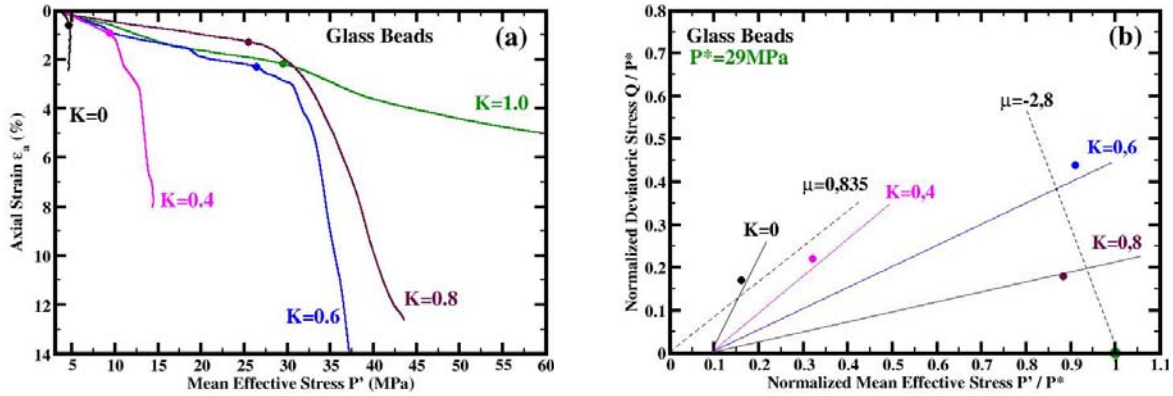 Glass Beads
(a)
K=0
K=0.4
K=1.0
K=0.6
K=0.8
Axial Strain ε_a (%)
0
2
4
6
8
10
12
14
5 10 15 20 25 30 35 40 45 50 55 60
Mean Effective Stress P' (MPa)
Glass Beads
P*=29MPa
(b)
μ=-2,8
K=0,6
μ=0,835
K=0,4
K=0
K=0,8
Normalized Deviatoric Stress Q / P*
0.8
0.7
0.6
0.5
0.4
0.3
0.2
0.1
0
0 0.1 0.2 0.3 0.4 0.5 0.6 0.7 0.8 0.9 1 1.1
Normalized Mean Effective Stress P' / P*